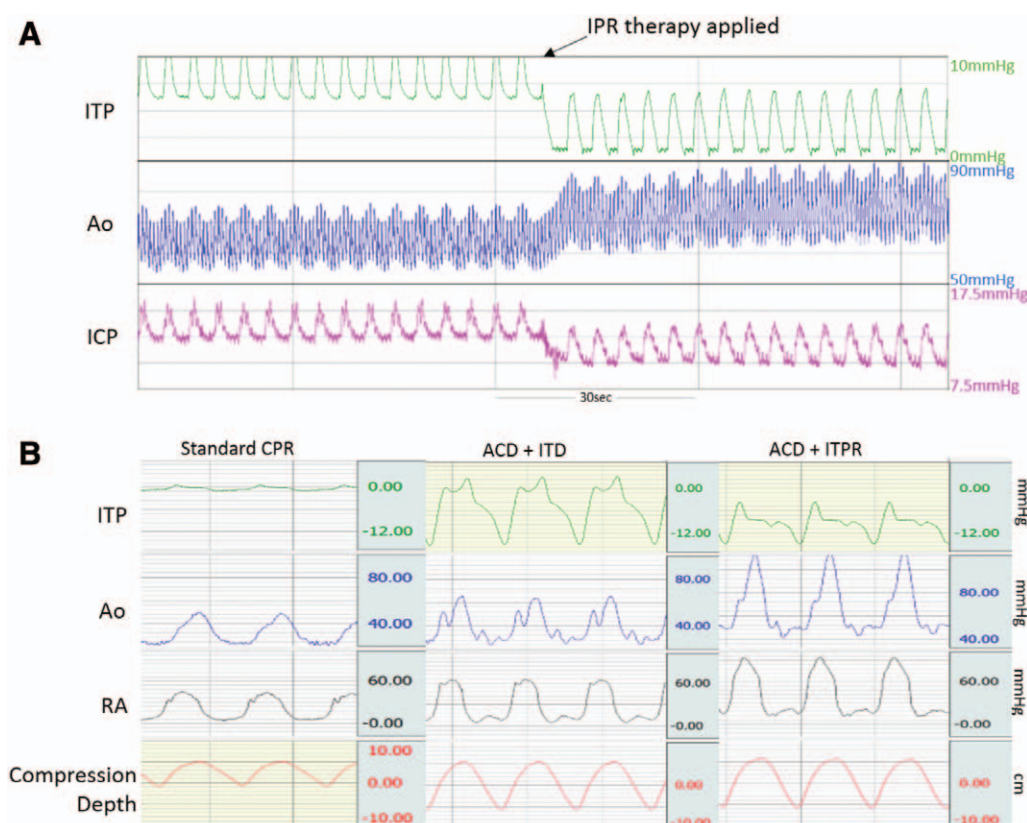 A
IPR therapy applied
ITP
10mmHg
0mmHg
Ao
90mmHg
50mmHg
ICP
17.5mmHg
7.5mmHg
30sec
B
Standard CPR
ACD + ITD
ACD + ITPR
ITP
0.00
-12.00
0.00
-12.00
0.00
-12.00
mmHg
Ao
80.00
40.00
80.00
40.00
80.00
40.00
mmHg
RA
60.00
-0.00
60.00
-0.00
60.00
-0.00
mmHg
Compression
Depth
10.00
0.00
-10.00
0.00
-10.00
0.00
-10.00
cm